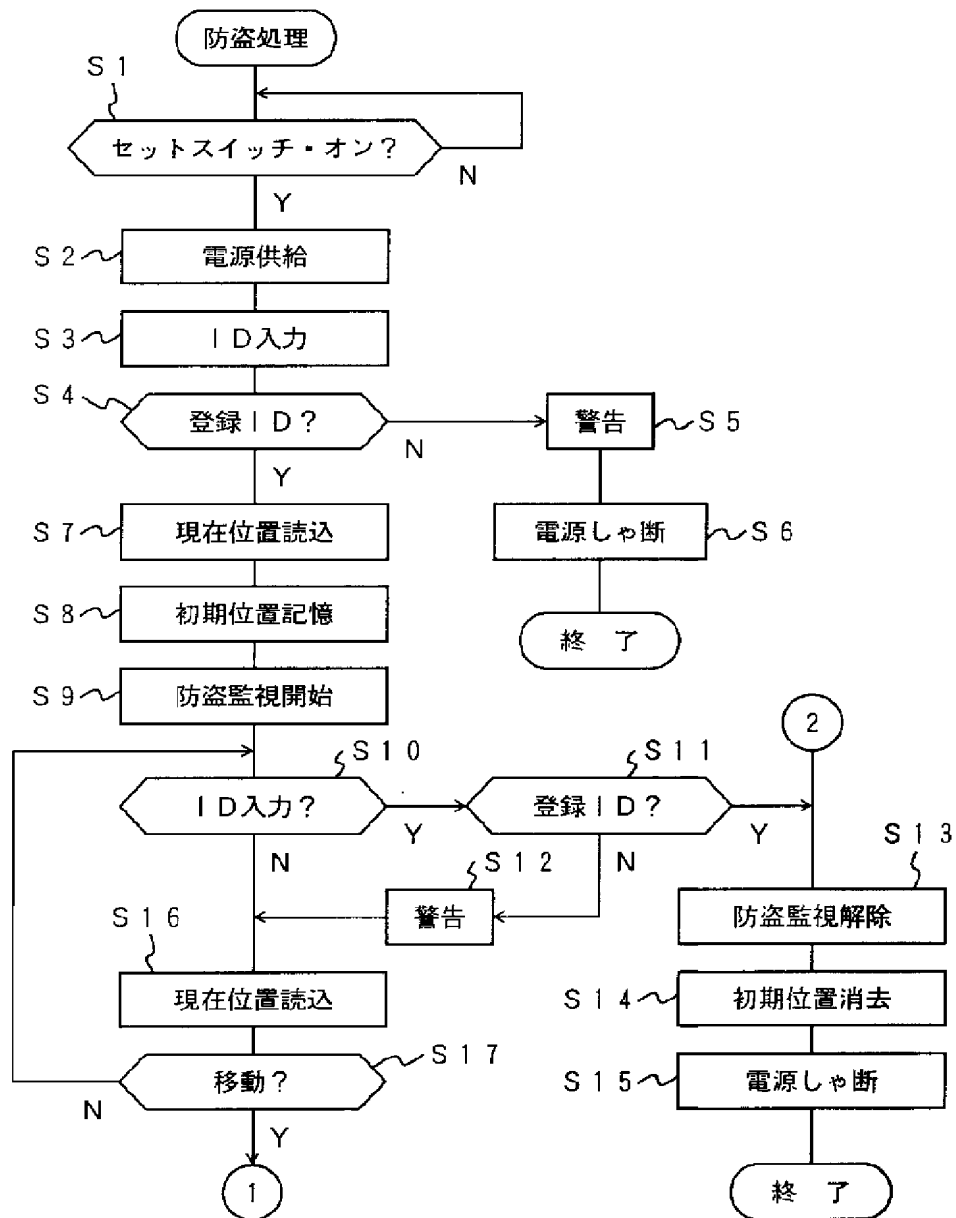 防盗処理
S1
セットスイッチ・オン?
N
Y
S2
電源供給
S3
ID入力
S4
登録ID?
N
Y
警告
S5
S7
現在位置読込
電源しゃ断
S6
S8
初期位置記憶
終 了
S9
防盗監視開始
2
S10
S11
ID入力?
Y
登録ID?
Y
N
N
S12
警告
S13
防盗監視解除
S16
現在位置読込
S14
初期位置消去
S17
移動?
N
Y
S15
電源しゃ断
1
終 了